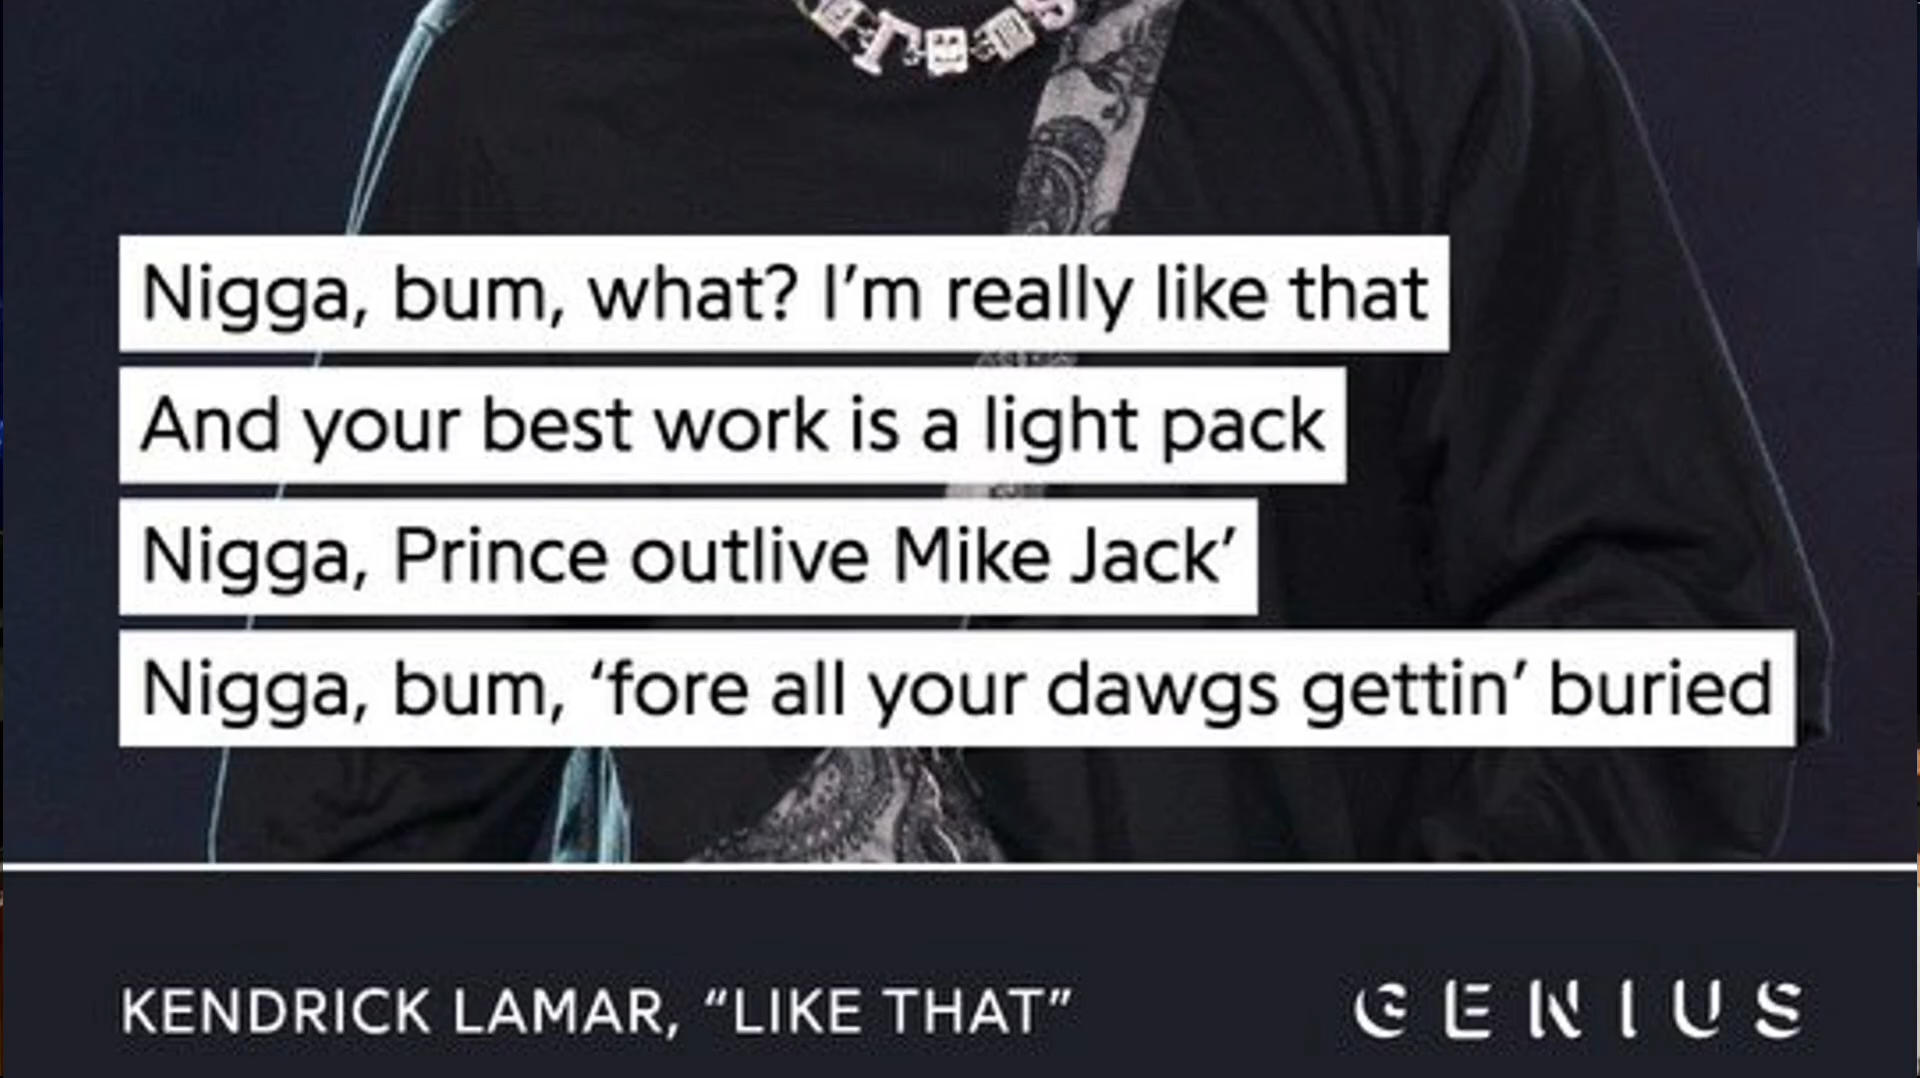 Nigga, bum, what? I’m really like that
And your best work is a light pack
Nigga, Prince outlive Mike Jack’
Nigga, bum, ‘fore all your dawgs gettin’ buried
KENDRICK LAMAR, “LIKE THAT”
GENIUS